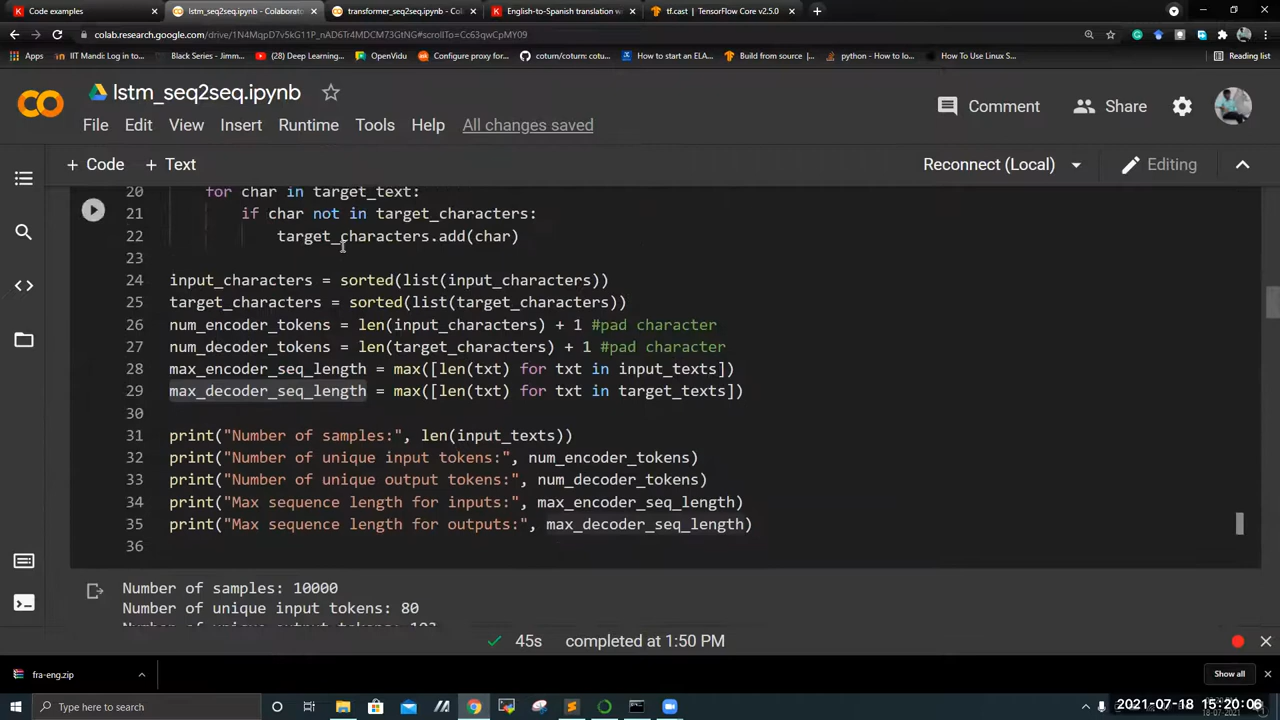 Code examples
lstm_seq2seq.ipynb - Colaborato
transformer_seq2seq.ipynb - Colla
English-to-Spanish translation w
tf.cast | TensorFlow Core v2.5.0
colab.research.google.com/drive/1N4MqpD7v5kG11P_nAD6Tr4MDCM73GtNG#scrollTo=Cc63qwCpMY09
Apps
IIT Mandi: Log in to...
Black Series - Jimm...
(28) Deep Learning...
OpenVidu
Configure proxy for...
coturn/coturn: cotu...
How to start an ELA...
Build from source |...
python - How to lo...
How To Use Linux S...
Reading list
lstm_seq2seq.ipynb
Comment
Share
File Edit View Insert Runtime Tools Help All changes saved
+ Code + Text
Reconnect (Local)
Editing
20 for char in target_text:
21 if char not in target_characters:
22 target_characters.add(char)
23
24 input_characters = sorted(list(input_characters))
25 target_characters = sorted(list(target_characters))
26 num_encoder_tokens = len(input_characters) + 1 #pad character
27 num_decoder_tokens = len(target_characters) + 1 #pad character
28 max_encoder_seq_length = max([len(txt) for txt in input_texts])
29 max_decoder_seq_length = max([len(txt) for txt in target_texts])
30
31 print("Number of samples:", len(input_texts))
32 print("Number of unique input tokens:", num_encoder_tokens)
33 print("Number of unique output tokens:", num_decoder_tokens)
34 print("Max sequence length for inputs:", max_encoder_seq_length)
35 print("Max sequence length for outputs:", max_decoder_seq_length)
36
Number of samples: 10000
Number of unique input tokens: 80
Number of unique output tokens:
45s completed at 1:50 PM
fra-eng.zip
Show all
Type here to search
2021-07-18 15:20:06